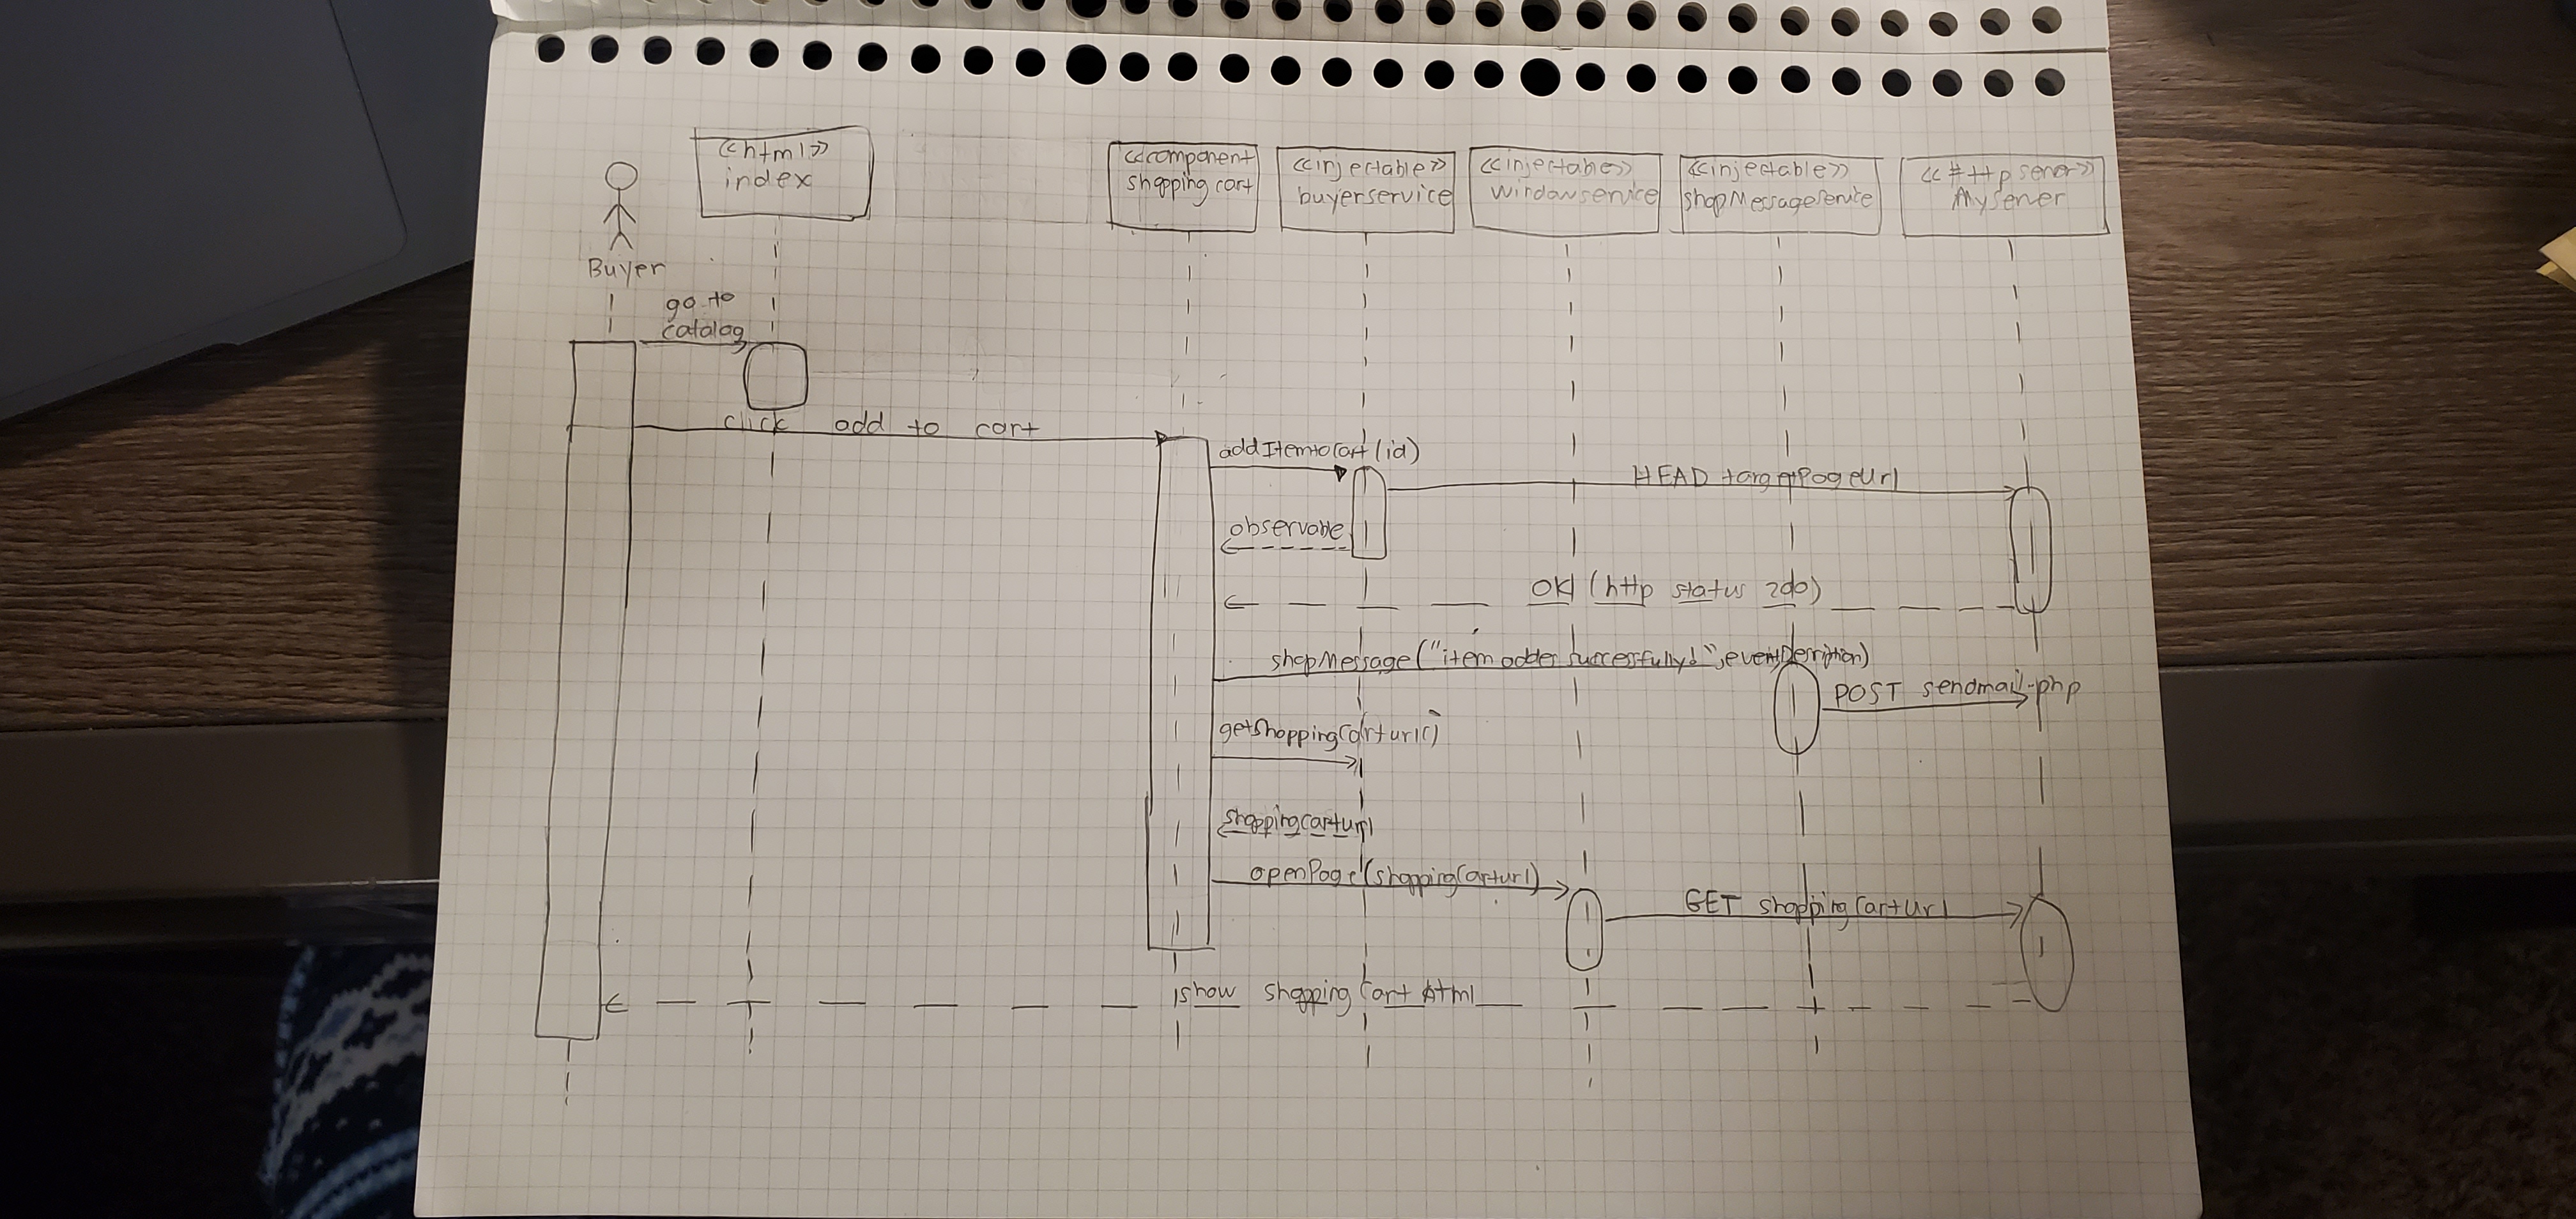 <<html>>
index
<<component
shopping cart
<<injectable>>
buyerservice
<<injectable>>
windowservice
<<injectable>>
shopMessageService
<<Http server>>
MyServer
Buyer
go to
catalog
click add to cart
addItemtoCart(id)
HEAD targetPageUrl
observable
OK (http status 200)
shopMessage("item added successfully!", eventDescription)
POST sendmail.php
getShoppingCarturl()
shoppingcarturl
openPage(shoppingCarturl)
GET shoppingCartUrl
show shopping Cart html